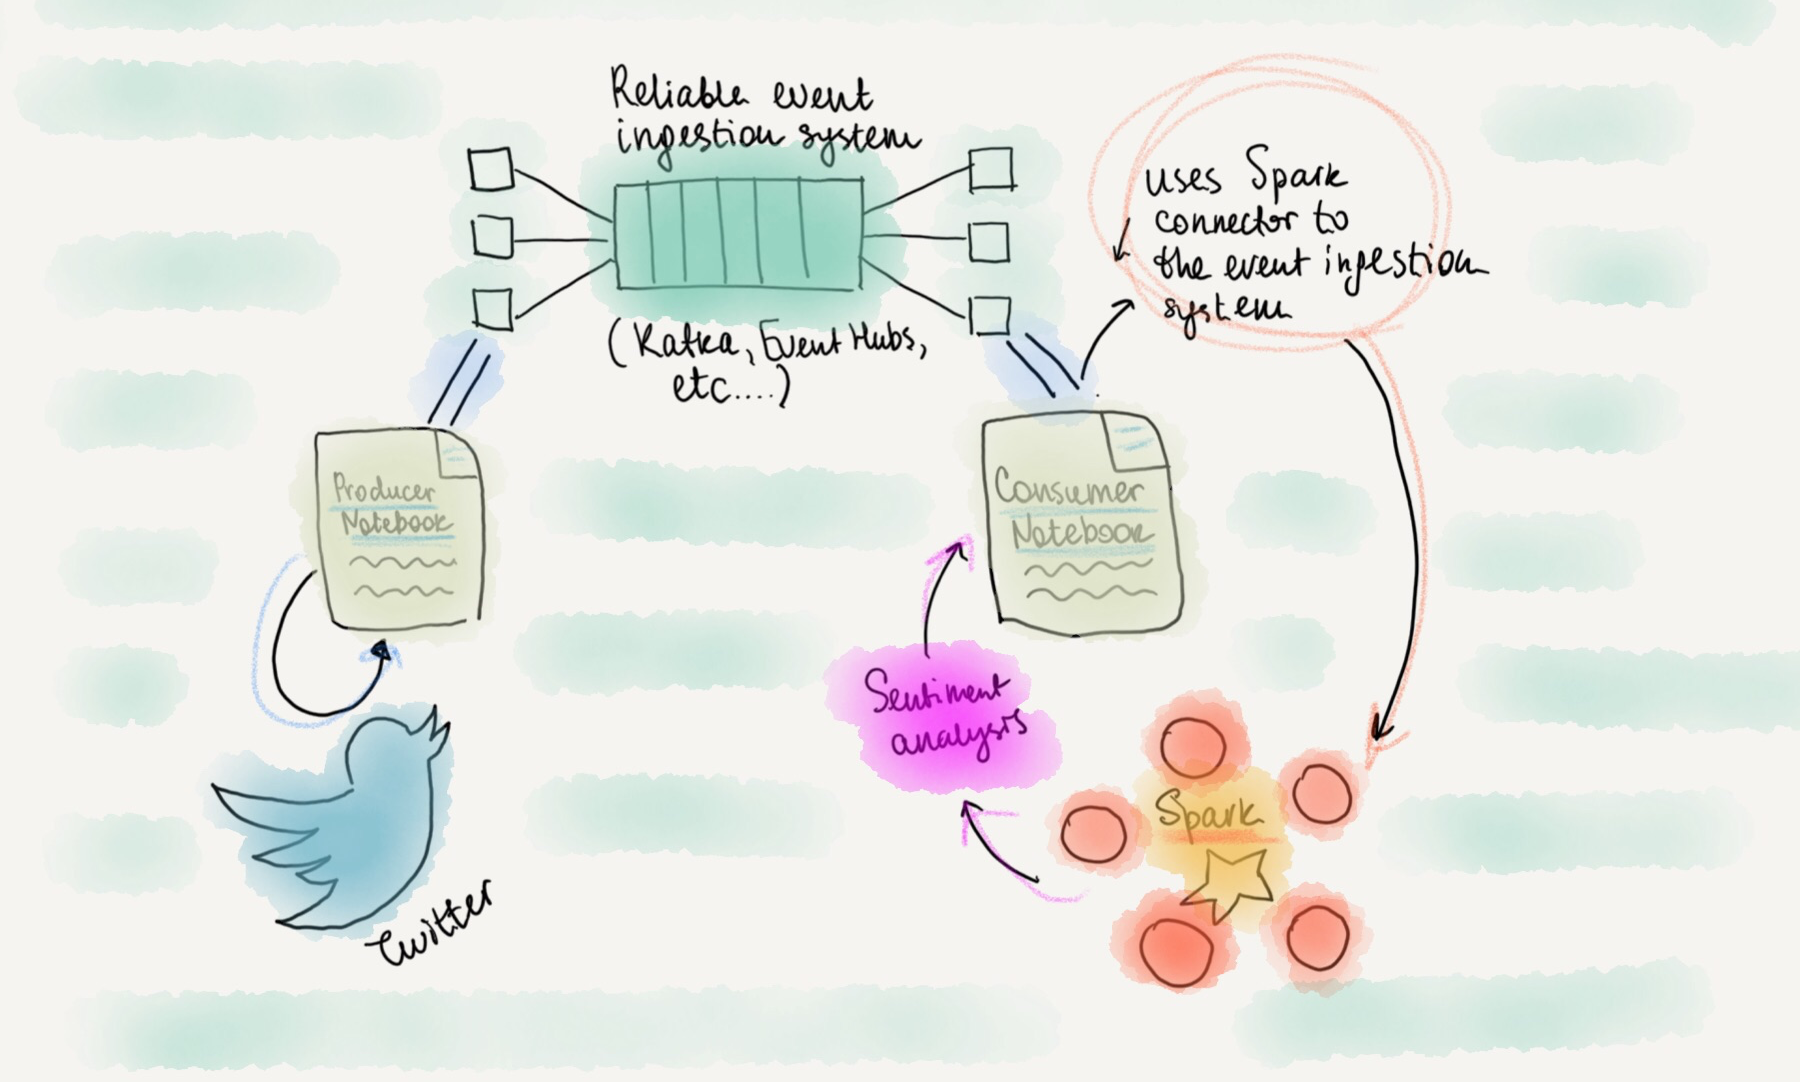 Reliable event
ingestion system
(Kafka, Event Hubs,
etc....)
uses Spark
connector to
the event ingestion
system
Producer
Notebook
Consumer
Notebook
Sentiment
analysis
Spark
Twitter